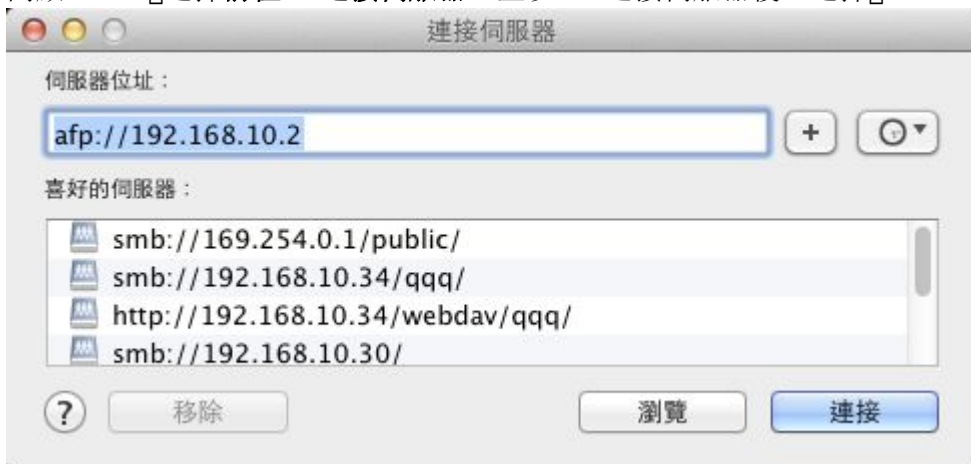 連接伺服器
伺服器位址：
afp://192.168.10.2
+
喜好的伺服器：
smb://169.254.0.1/public/
smb://192.168.10.34/qqq/
http://192.168.10.34/webdav/qqq/
smb://192.168.10.30/
? 移除 瀏覽 連接